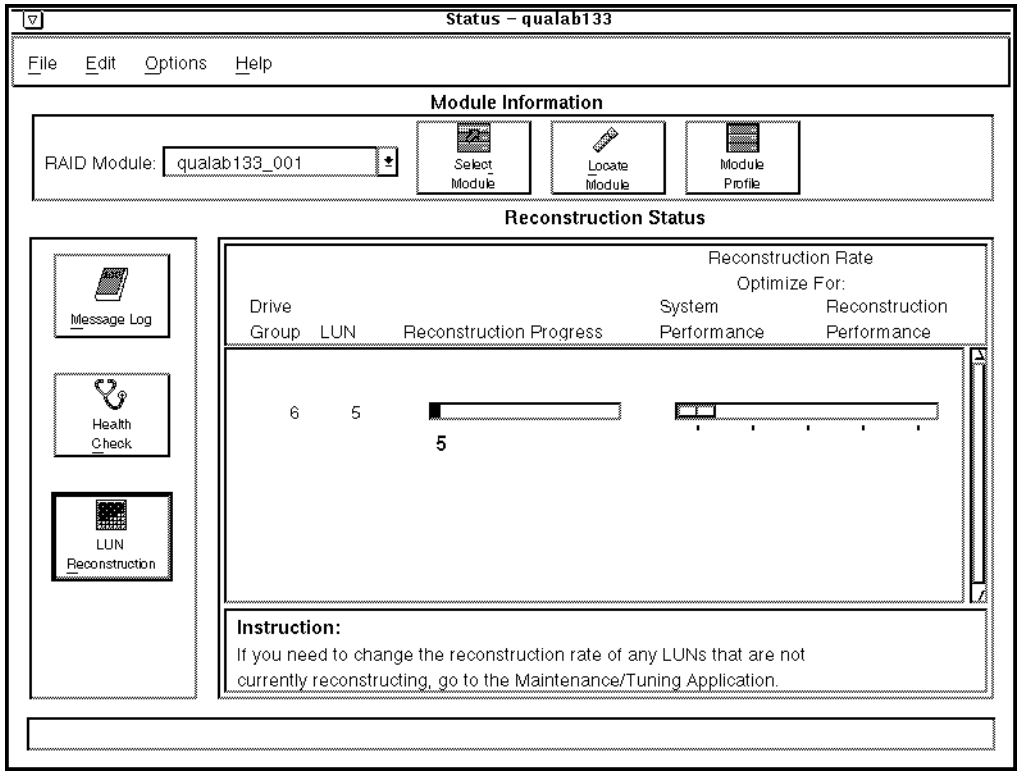 Status – qualab133
File Edit Options Help
Module Information
RAID Module: qualab133_001
Select
Module
Locate
Module
Module
Profile
Reconstruction Status
Message Log
Health
Check
LUN
Reconstruction
Reconstruction Rate
Optimize For:
Drive
Group LUN Reconstruction Progress
System
Performance
Reconstruction
Performance
6 5
5
Instruction:
If you need to change the reconstruction rate of any LUNs that are not
currently reconstructing, go to the Maintenance/Tuning Application.